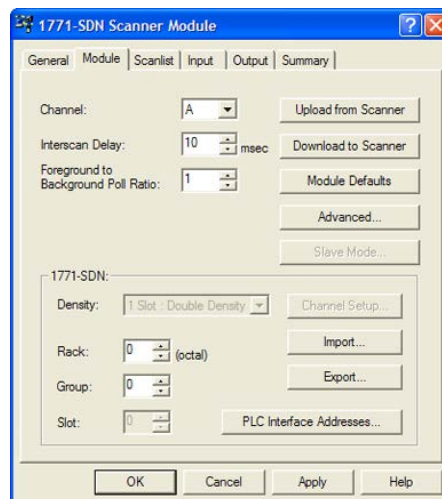 1771-SDN Scanner Module
General Module Scanlist Input Output Summary
Channel: A Upload from Scanner
Interscan Delay: 10 msec Download to Scanner
Foreground to
Background Poll Ratio: 1 Module Defaults
Advanced...
Slave Mode...
1771-SDN:
Density: 1 Slot : Double Density Channel Setup...
Rack: 0 (octal) Import...
Group: 0 Export...
Slot: 0 PLC Interface Addresses...
OK Cancel Apply Help